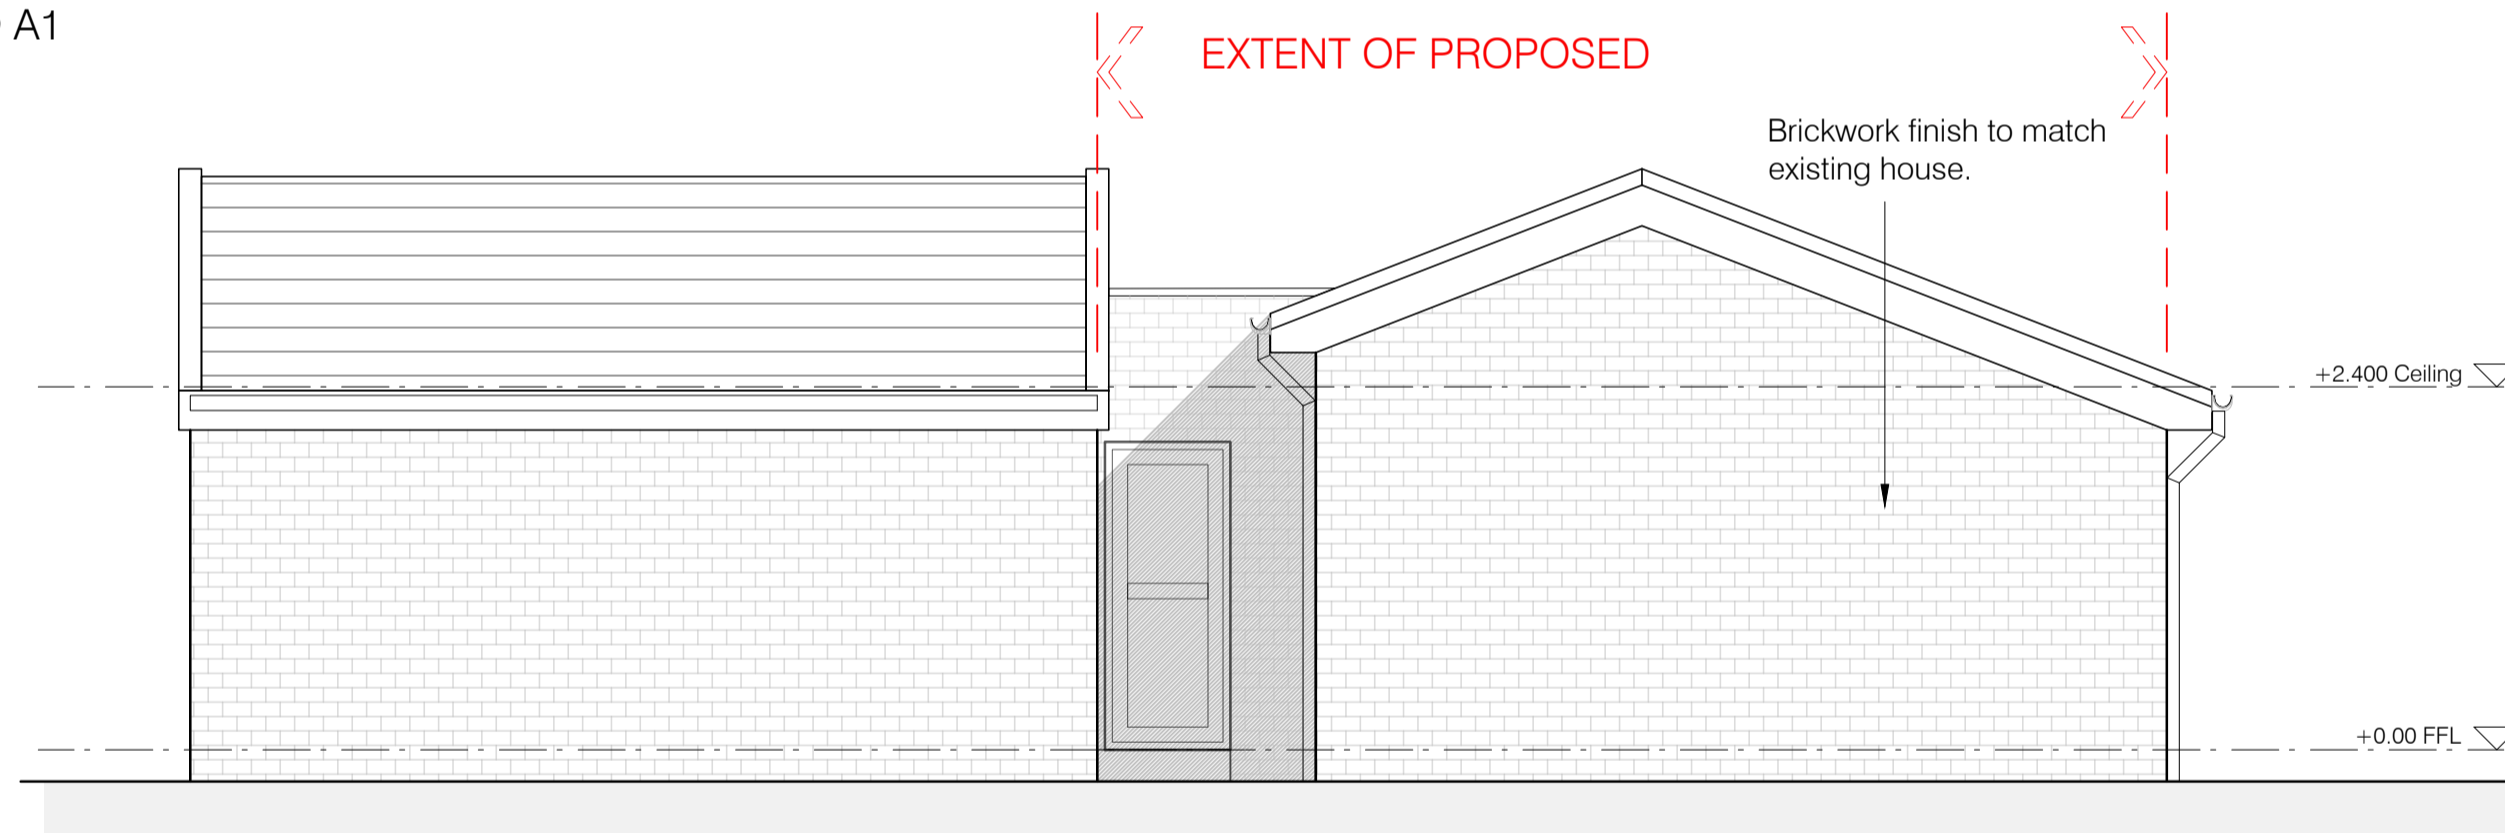 A1
EXTENT OF PROPOSED
Brickwork finish to match
existing house.
+2.400 Ceiling
+0.00 FFL